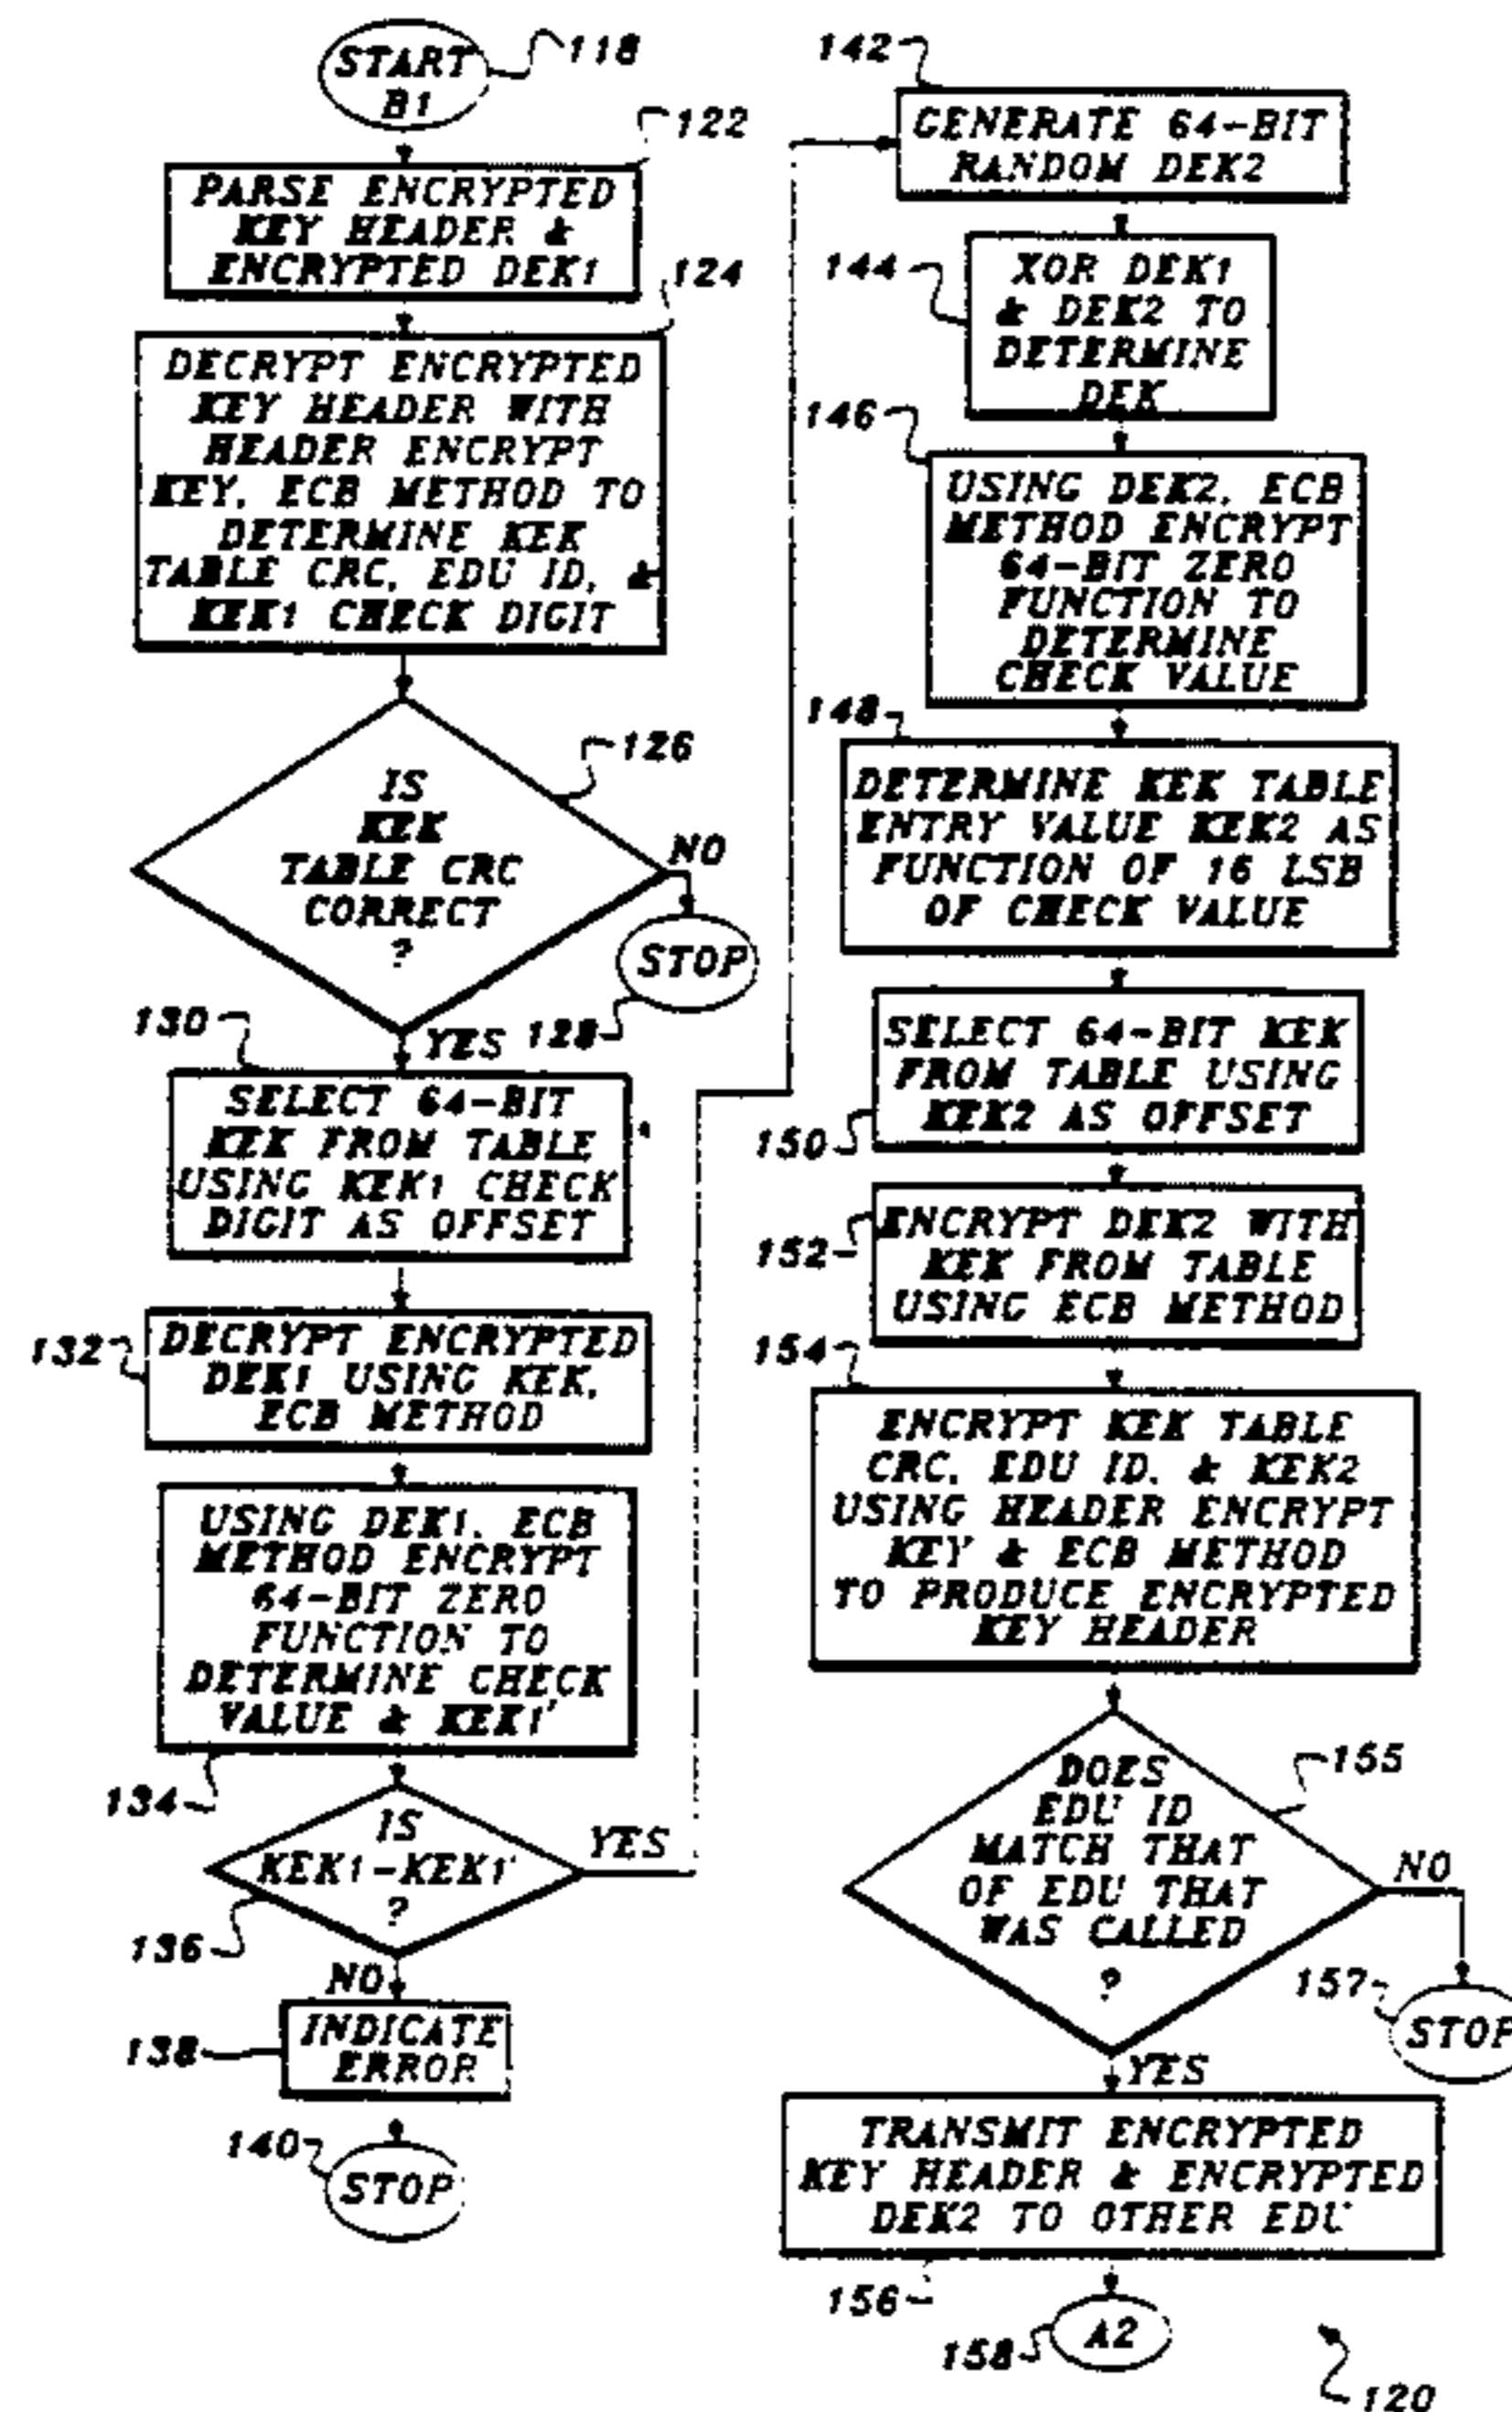 START
B1
118
122
PARSE ENCRYPTED
KEY HEADER &
ENCRYPTED DEK1
124
DECRYPT ENCRYPTED
KEY HEADER WITH
HEADER ENCRYPT
KEY, ECB METHOD TO
DETERMINE KEK
TABLE CRC, EDU ID, &
KEK1 CHECK DIGIT
126
IS
KEK
TABLE CRC
CORRECT
?
NO
STOP
128
YES
130
SELECT 64-BIT
KEK FROM TABLE
USING KEK1 CHECK
DIGIT AS OFFSET
132
DECRYPT ENCRYPTED
DEK1 USING KEK,
ECB METHOD
USING DEK1, ECB
METHOD ENCRYPT
64-BIT ZERO
FUNCTION TO
DETERMINE CHECK
VALUE & KEK1'
134
IS
KEK1-KEK1'
?
YES
136
NO
138
INDICATE
ERROR
140
STOP
142
GENERATE 64-BIT
RANDOM DEK2
144
XOR DEK1
& DEK2 TO
DETERMINE
DEK
146
USING DEK2, ECB
METHOD ENCRYPT
64-BIT ZERO
FUNCTION TO
DETERMINE
CHECK VALUE
148
DETERMINE KEK TABLE
ENTRY VALUE KEK2 AS
FUNCTION OF 16 LSB
OF CHECK VALUE
SELECT 64-BIT KEK
FROM TABLE USING
KEK2 AS OFFSET
150
ENCRYPT DEK2 WITH
KEK FROM TABLE
USING ECB METHOD
152
154
ENCRYPT KEK TABLE
CRC, EDU ID, & KEK2
USING HEADER ENCRYPT
KEY & ECB METHOD
TO PRODUCE ENCRYPTED
KEY HEADER
155
DOES
EDU ID
MATCH THAT
OF EDU THAT
WAS CALLED
?
NO
157
STOP
YES
TRANSMIT ENCRYPTED
KEY HEADER & ENCRYPTED
DEK2 TO OTHER EDU
156
158
A2
120